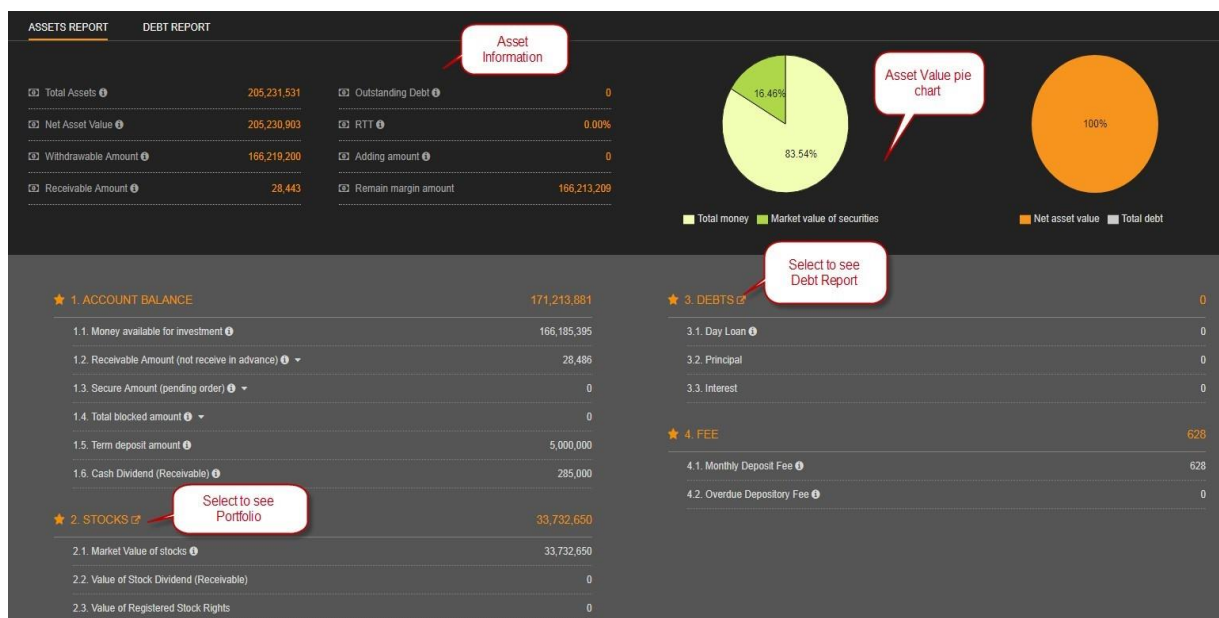 ASSETS REPORT DEBT REPORT
Asset
Information
Total Assets 205,231,531 Outstanding Debt 0
Net Asset Value 205,230,903 RTT 0.00%
Withdrawable Amount 166,219,200 Adding amount 0
Receivable Amount 28,443 Remain margin amount 166,213,209
16.46%
83.54%
Total money Market value of securities
Asset Value pie
chart
100%
Net asset value Total debt
1. ACCOUNT BALANCE 171,213,881
1.1. Money available for investment 166,185,395
1.2. Receivable Amount (not receive in advance) 28,486
1.3. Secure Amount (pending order) 0
1.4. Total blocked amount 0
1.5. Term deposit amount 5,000,000
1.6. Cash Dividend (Receivable) 285,000
Select to see
Portfolio
2. STOCKS 33,732,650
2.1. Market Value of stocks 33,732,650
2.2. Value of Stock Dividend (Receivable) 0
2.3. Value of Registered Stock Rights 0
Select to see
Debt Report
3. DEBTS 0
3.1. Day Loan 0
3.2. Principal 0
3.3. Interest 0
4. FEE 628
4.1. Monthly Deposit Fee 628
4.2. Overdue Depository Fee 0